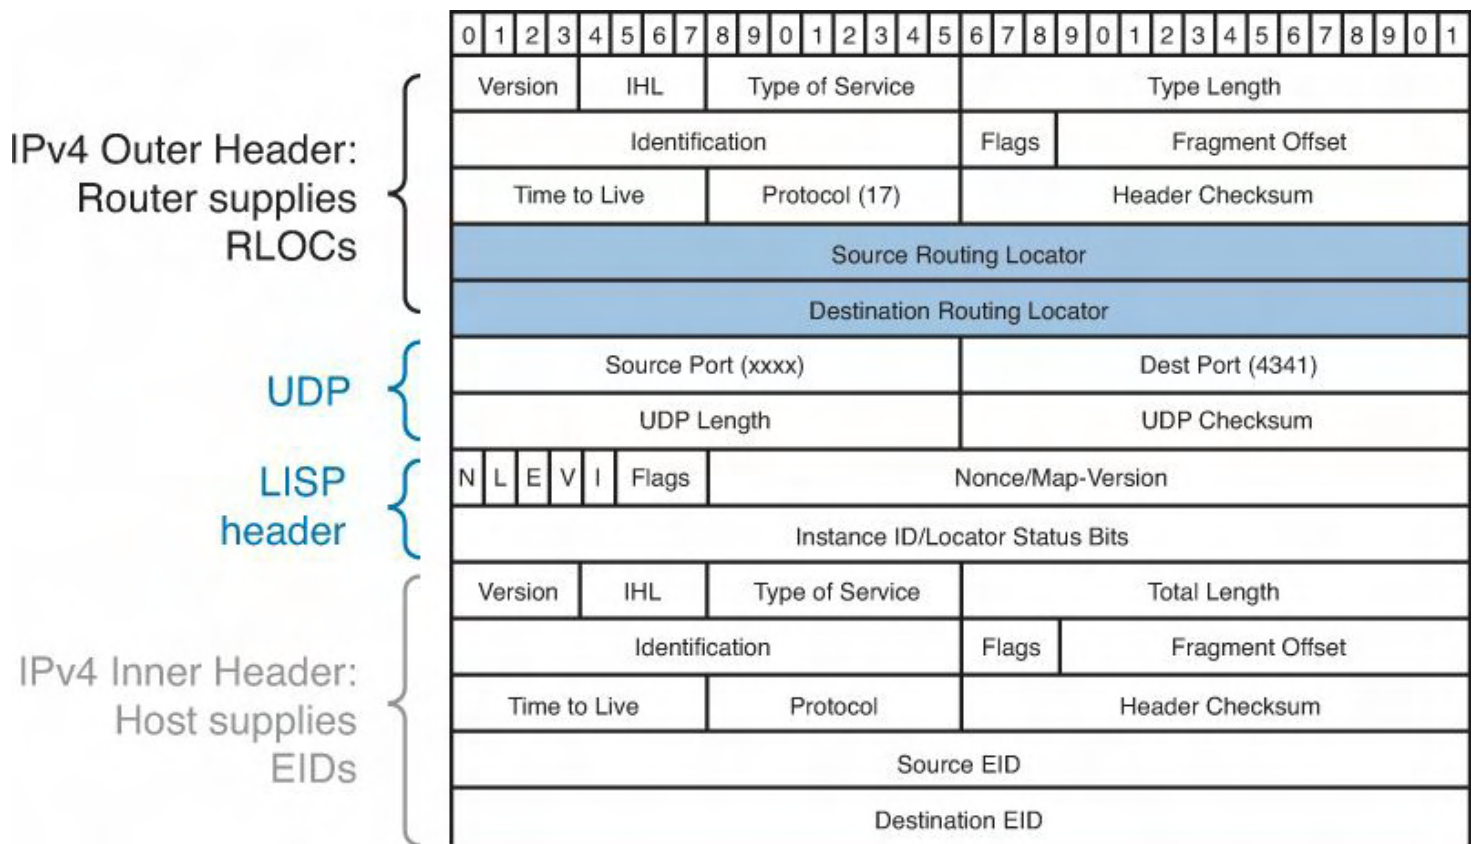 0 1 2 3 4 5 6 7 8 9 0 1 2 3 4 5 6 7 8 9 0 1 2 3 4 5 6 7 8 9 0 1
IPv4 Outer Header:
Router supplies
RLOCs
Version IHL Type of Service Type Length
Identification Flags Fragment Offset
Time to Live Protocol (17) Header Checksum
Source Routing Locator
Destination Routing Locator
UDP
Source Port (xxxx) Dest Port (4341)
UDP Length UDP Checksum
LISP
header
N L E V I Flags Nonce/Map-Version
Instance ID/Locator Status Bits
IPv4 Inner Header:
Host supplies
EIDs
Version IHL Type of Service Total Length
Identification Flags Fragment Offset
Time to Live Protocol Header Checksum
Source EID
Destination EID